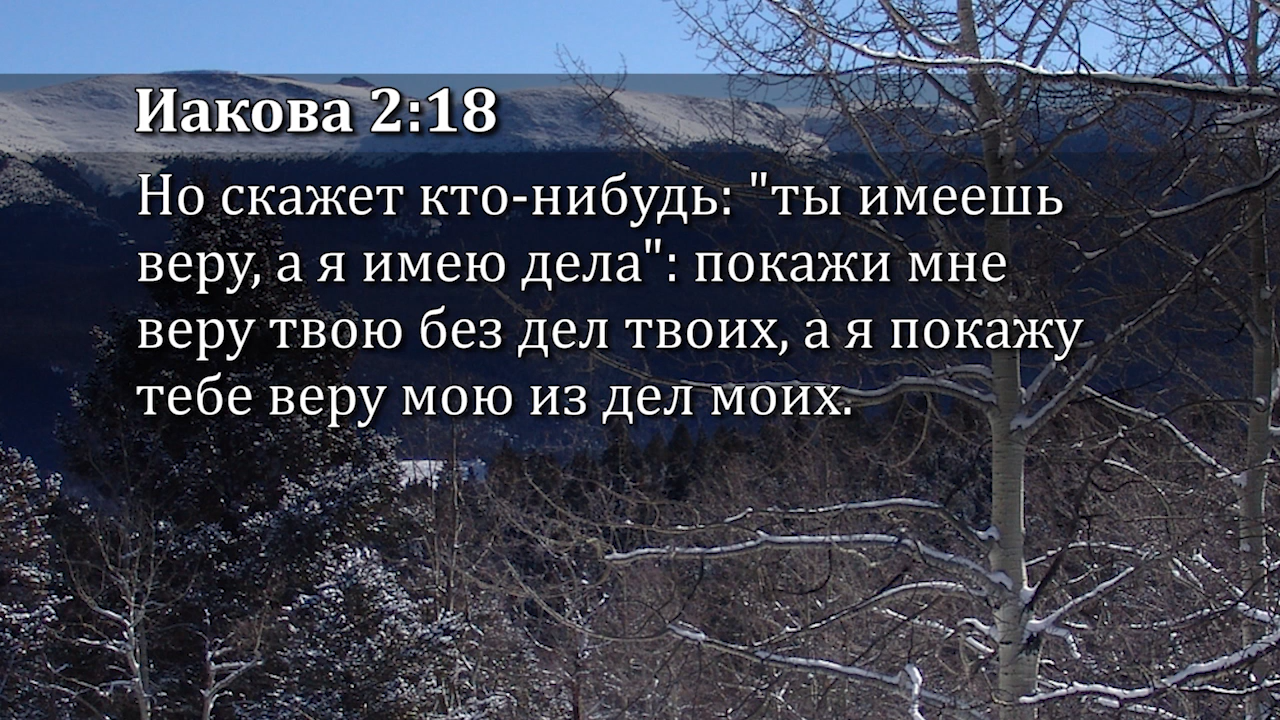 Иакова 2:18
Но скажет кто-нибудь: "ты имеешь
веру, а я имею дела": покажи мне
веру твою без дел твоих, а я покажу
тебе веру мою из дел моих.